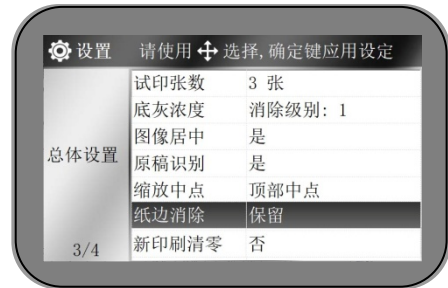 设置 请使用 选择,确定键应用设定
总体设置
3/4
试印张数 3 张
底灰浓度 消除级别: 1
图像居中 是
原稿识别 是
缩放中点 顶部中点
纸边消除 保留
新印刷清零 否